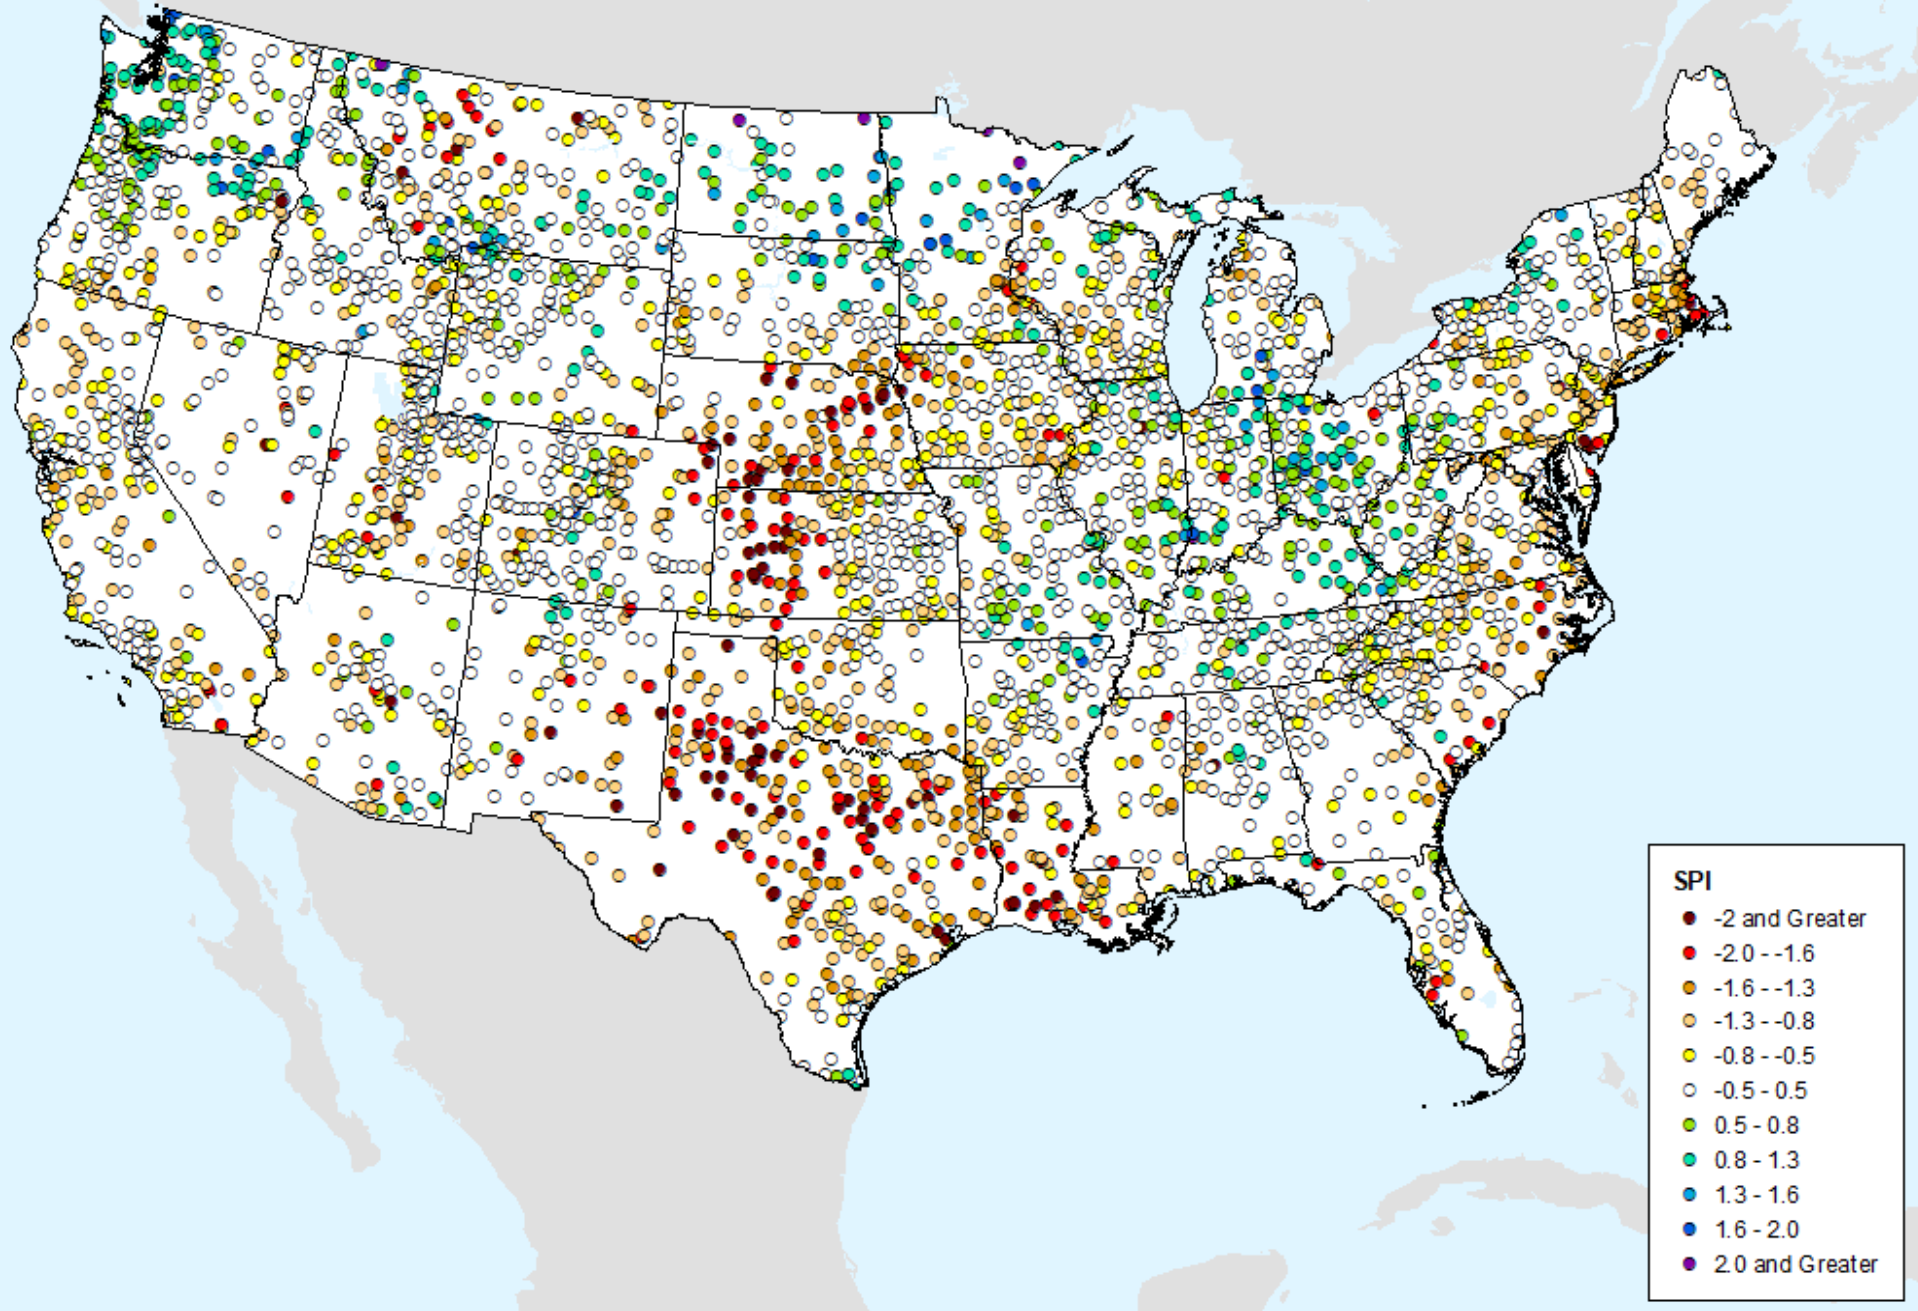 SPI
-2 and Greater
-2.0 - -1.6
-1.6 - -1.3
-1.3 - -0.8
-0.8 - -0.5
-0.5 - 0.5
0.5 - 0.8
0.8 - 1.3
1.3 - 1.6
1.6 - 2.0
2.0 and Greater